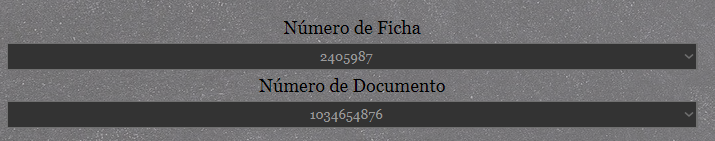 Número de Ficha
2405987
Número de Documento
1034654876